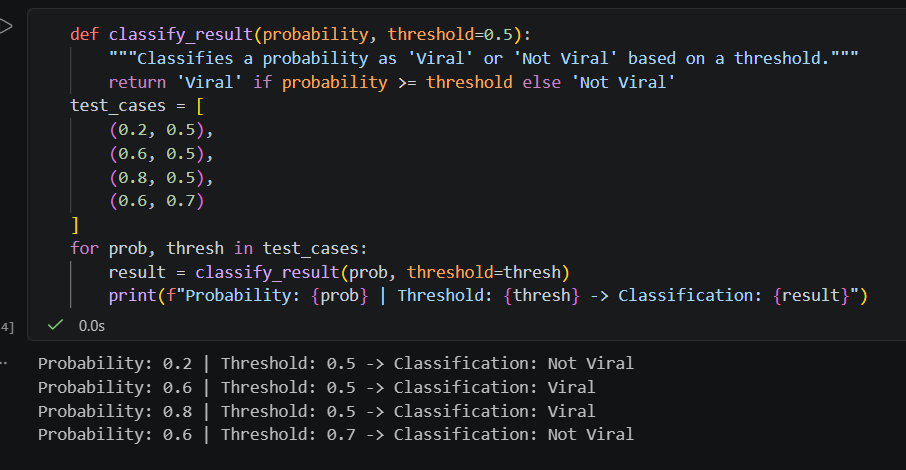 def classify_result(probability, threshold=0.5):
    """Classifies a probability as 'Viral' or 'Not Viral' based on a threshold."""
    return 'Viral' if probability >= threshold else 'Not Viral'
test_cases = [
    (0.2, 0.5),
    (0.6, 0.5),
    (0.8, 0.5),
    (0.6, 0.7)
]
for prob, thresh in test_cases:
    result = classify_result(prob, threshold=thresh)
    print(f"Probability: {prob} | Threshold: {thresh} -> Classification: {result}")
4] 0.0s
Probability: 0.2 | Threshold: 0.5 -> Classification: Not Viral
Probability: 0.6 | Threshold: 0.5 -> Classification: Viral
Probability: 0.8 | Threshold: 0.5 -> Classification: Viral
Probability: 0.6 | Threshold: 0.7 -> Classification: Not Viral